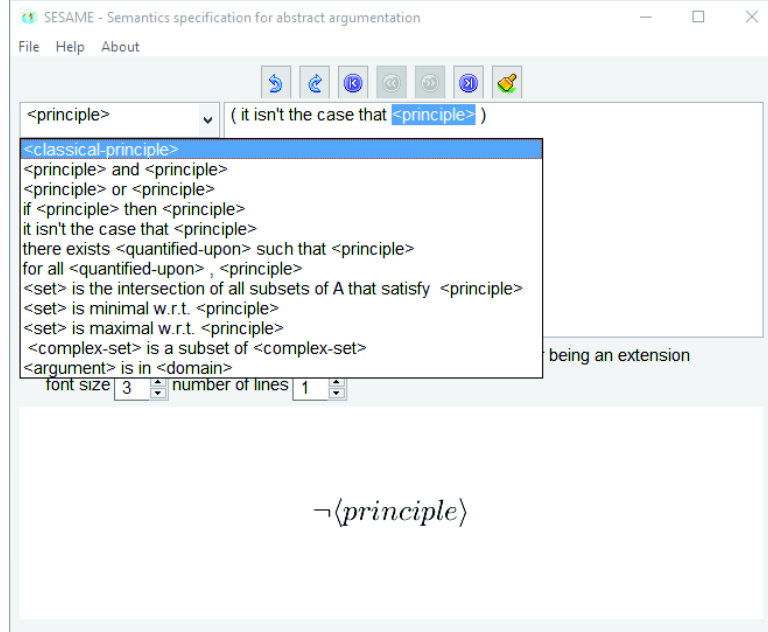 SESAME - Semantics specification for abstract argumentation
File Help About
<principle> ( it isn't the case that <principle> )
<classical-principle>
<principle> and <principle>
<principle> or <principle>
if <principle> then <principle>
it isn't the case that <principle>
there exists <quantified-upon> such that <principle>
for all <quantified-upon> , <principle>
<set> is the intersection of all subsets of A that satisfy <principle>
<set> is minimal w.r.t. <principle>
<set> is maximal w.r.t. <principle>
<complex-set> is a subset of <complex-set>
being an extension
<argument> is in <domain>
font size 3 number of lines 1
¬⟨principle⟩